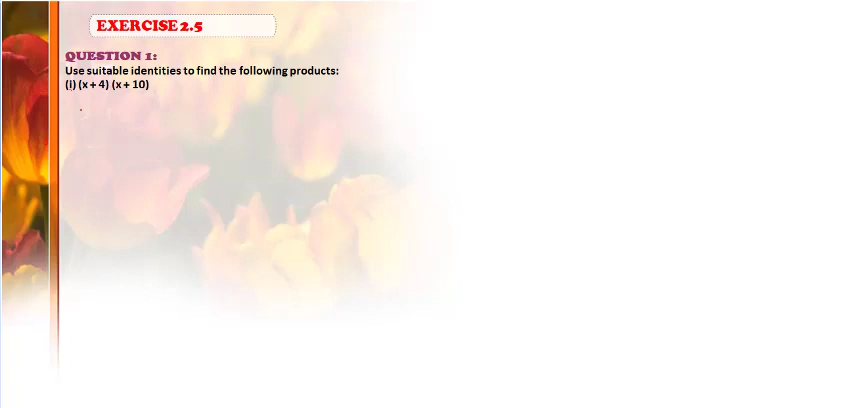 EXERCISE 2.5
QUESTION 1:
Use suitable identities to find the following products:
(i) (x + 4) (x + 10)